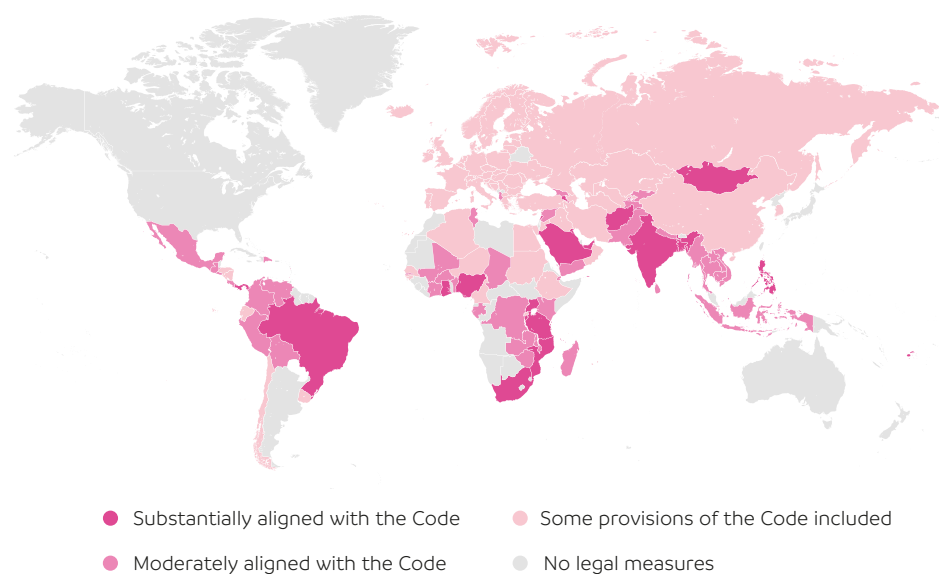 Substantially aligned with the Code
Some provisions of the Code included
Moderately aligned with the Code
No legal measures